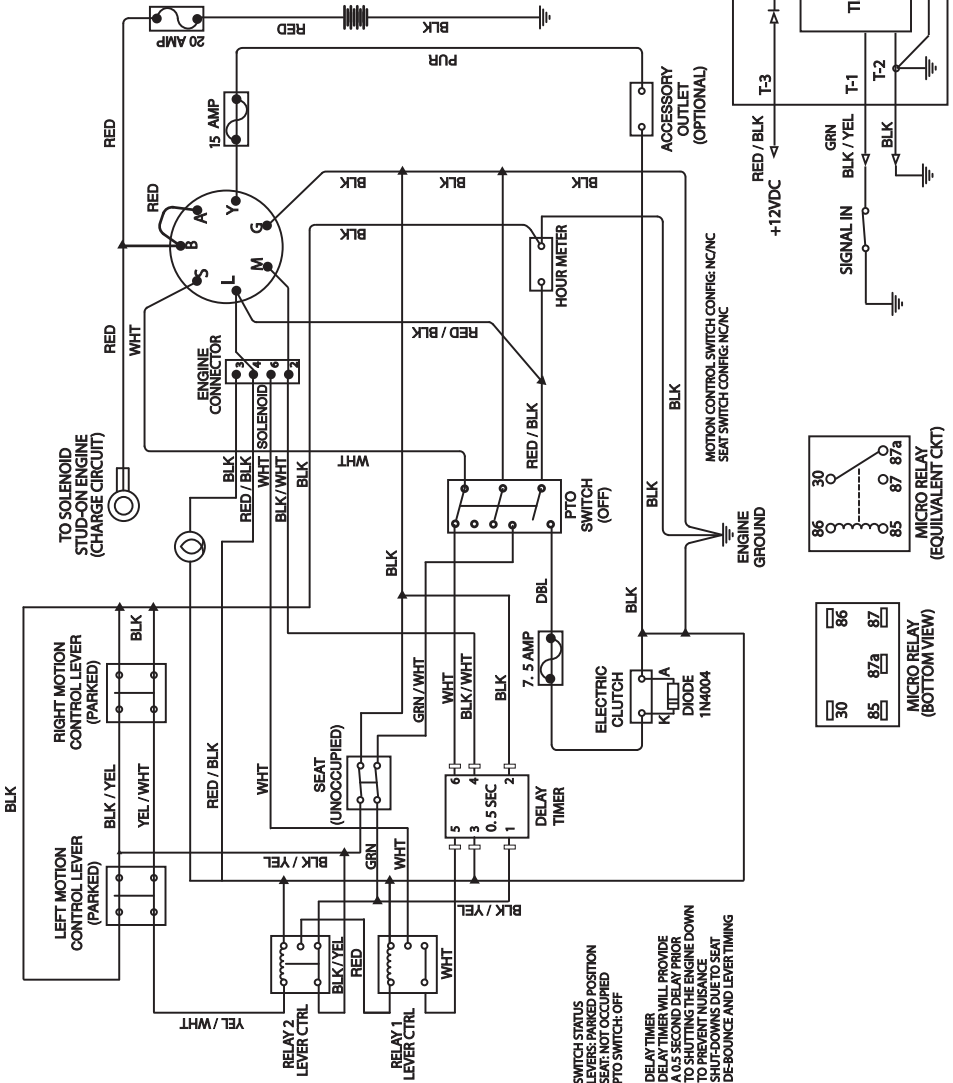 20 AMP
RED
BLK
PUR
15 AMP
ACCESSORY
OUTLET
(OPTIONAL)
RED
RED
A
Y
B
G
S
M
L
BLK
BLK
BLK
BLK
HOUR METER
RED
WHT
RED / BLK
ENGINE
CONNECTOR
3
4
6
2
SOLENOID
TO SOLENOID
STUD-ON ENGINE
(CHARGE CIRCUIT)
BLK
RED / BLK
WHT
BLK / WHT
BLK
WHT
RED / BLK
PTO
SWITCH
(OFF)
BLK
BLK
ENGINE
GROUND
MOTION CONTROL SWITCH CONFIG: NC/NC
SEAT SWITCH CONFIG: NC/NC
T-3
T-1
T-2
TI
RED / BLK
+12VDC
GRN
BLK / YEL
BLK
SIGNAL IN
30
87a
87
86
85
MICRO RELAY
(EQUILVALENT CKT)
86
87
87a
30
85
MICRO RELAY
(BOTTOM VIEW)
BLK
BLK
RIGHT MOTION
CONTROL LEVER
(PARKED)
BLK
BLK / YEL
YEL / WHT
RED / BLK
WHT
SEAT
(UNOCCUPIED)
GRN / WHT
WHT
BLK / WHT
BLK
DBL
7. 5 AMP
BLK
ELECTRIC
CLUTCH
A
K
DIODE
1N4004
6
4
2
0. 5 SEC
5
3
1
DELAY
TIMER
LEFT MOTION
CONTROL LEVER
(PARKED)
BLK / YEL
GRN
WHT
BLK / YEL
YEL / WHT
RELAY 2
LEVER CTRL
BLK / YEL
RED
RELAY 1
LEVER CTRL
WHT
SWITCH STATUS
LEVERS: PARKED POSITION
SEAT: NOT OCCUPIED
PTO SWITCH: OFF
DELAY TIMER
DELAY TIMER WILL PROVIDE
A 0.5 SECOND DELAY PRIOR
TO SHUTTING THE ENGINE DOWN
TO PREVENT NUISANCE
SHUT-DOWNS DUE TO SEAT
DE-BOUNCE AND LEVER TIMING